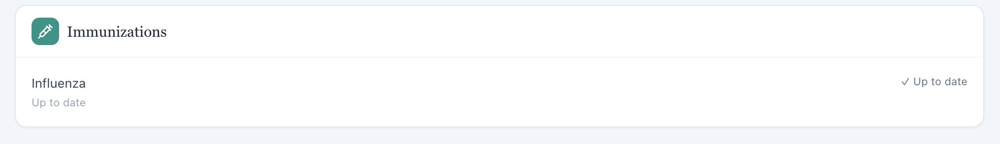 Immunizations
Influenza
✓ Up to date
Up to date